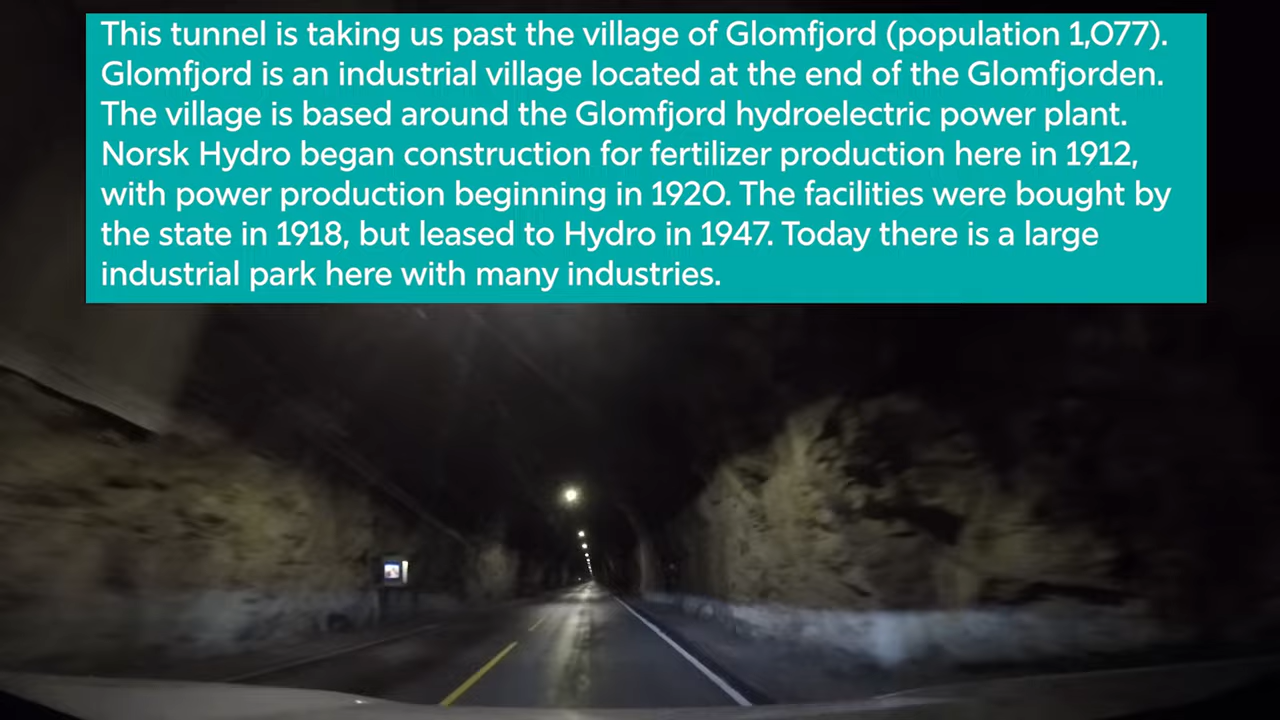 This tunnel is taking us past the village of Glomfjord (population 1,077).
Glomfjord is an industrial village located at the end of the Glomfjorden.
The village is based around the Glomfjord hydroelectric power plant.
Norsk Hydro began construction for fertilizer production here in 1912,
with power production beginning in 1920. The facilities were bought by
the state in 1918, but leased to Hydro in 1947. Today there is a large
industrial park here with many industries.